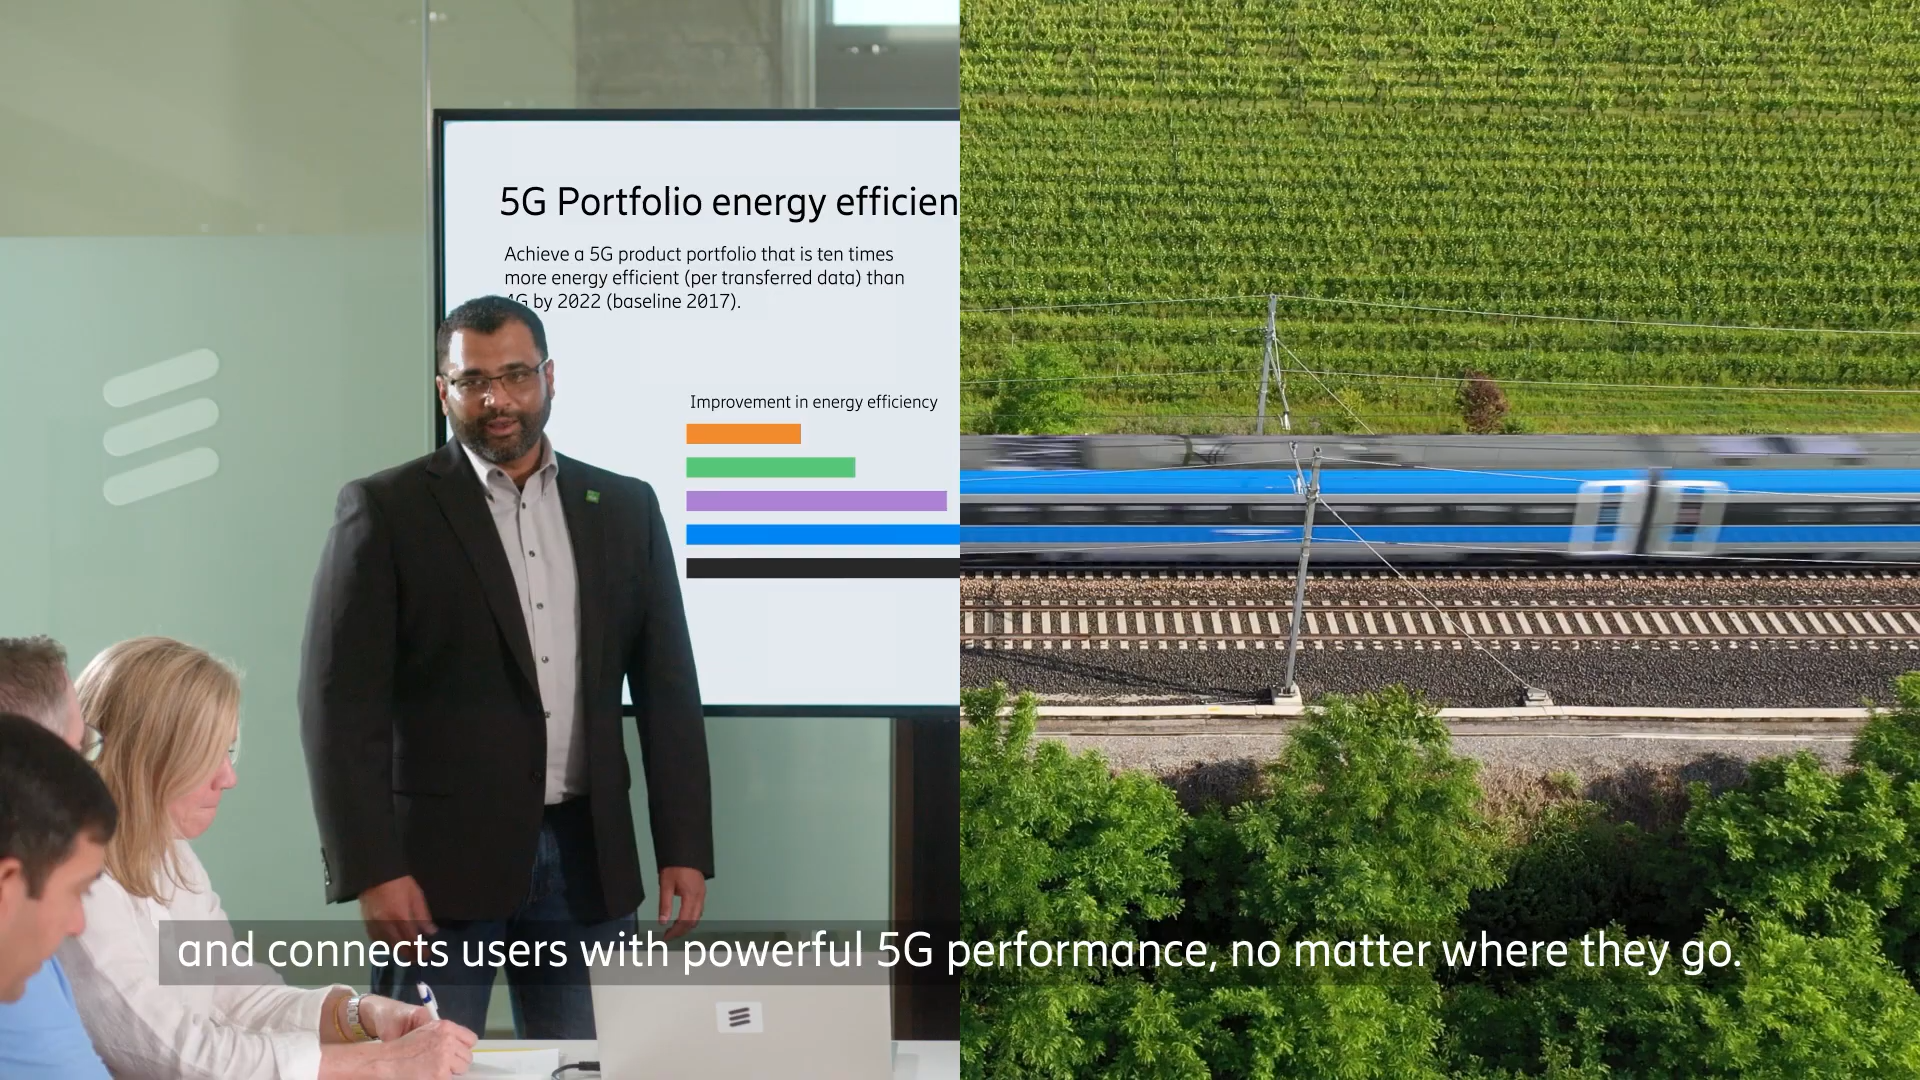 5G Portfolio energy efficien
Achieve a 5G product portfolio that is ten times
more energy efficient (per transferred data) than
4G by 2022 (baseline 2017).
Improvement in energy efficiency
and connects users with powerful 5G performance, no matter where they go.